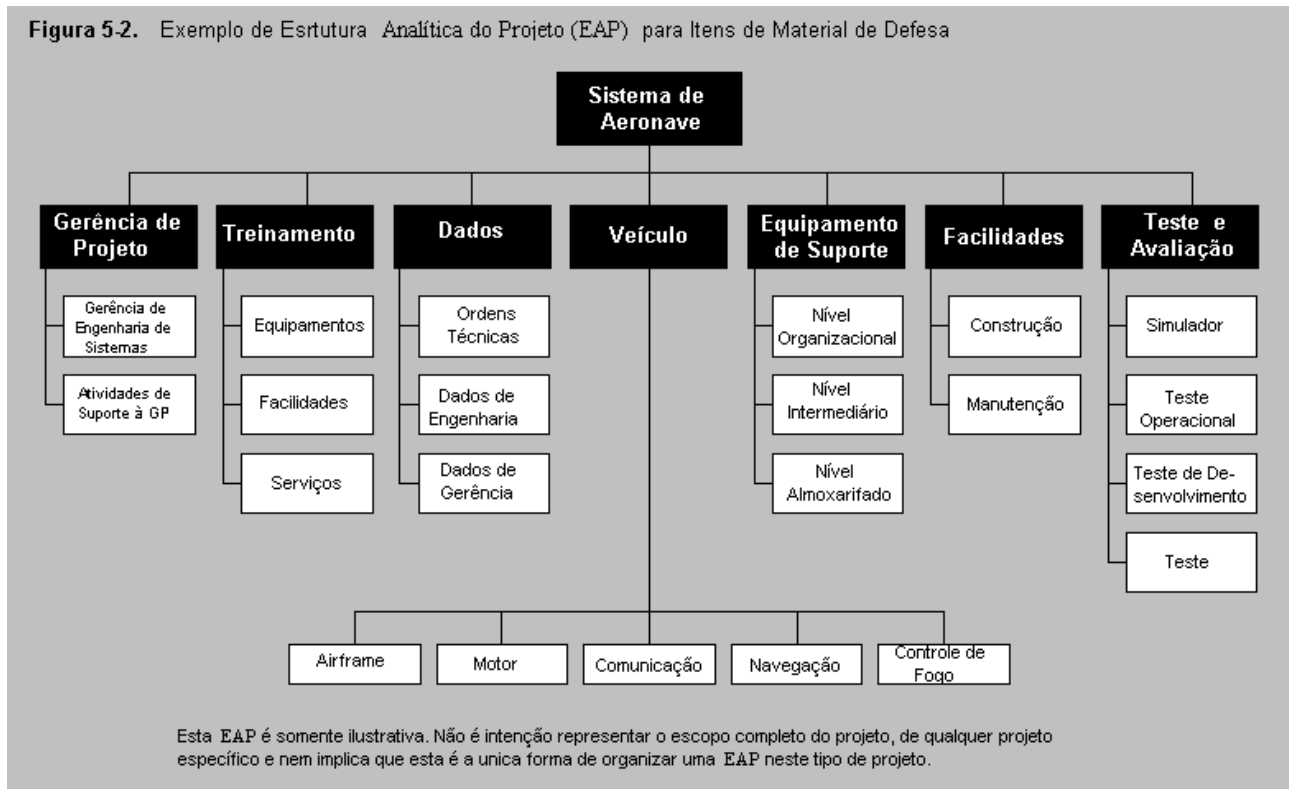 Figura 5-2. Exemplo de Esrtutura Analítica do Projeto (EAP) para Itens de Material de Defesa
Sistema de
Aeronave
Gerência de
Projeto
Treinamento
Dados
Veículo
Equipamento
de Suporte
Facilidades
Teste e
Avaliação
Gerência de
Engenharia de
Sistemas
Atividades de
Suporte à GP
Equipamentos
Facilidades
Serviços
Ordens
Técnicas
Dados de
Engenharia
Dados de
Gerência
Nível
Organizacional
Nível
Intermediário
Nível
Almoxarifado
Construção
Manutenção
Simulador
Teste
Operacional
Teste de De-
senvolvimento
Teste
Airframe
Motor
Comunicação
Navegação
Controle de
Fogo
Esta EAP é somente ilustrativa. Não é intenção representar o escopo completo do projeto, de qualquer projeto
específico e nem implica que esta é a unica forma de organizar uma EAP neste tipo de projeto.